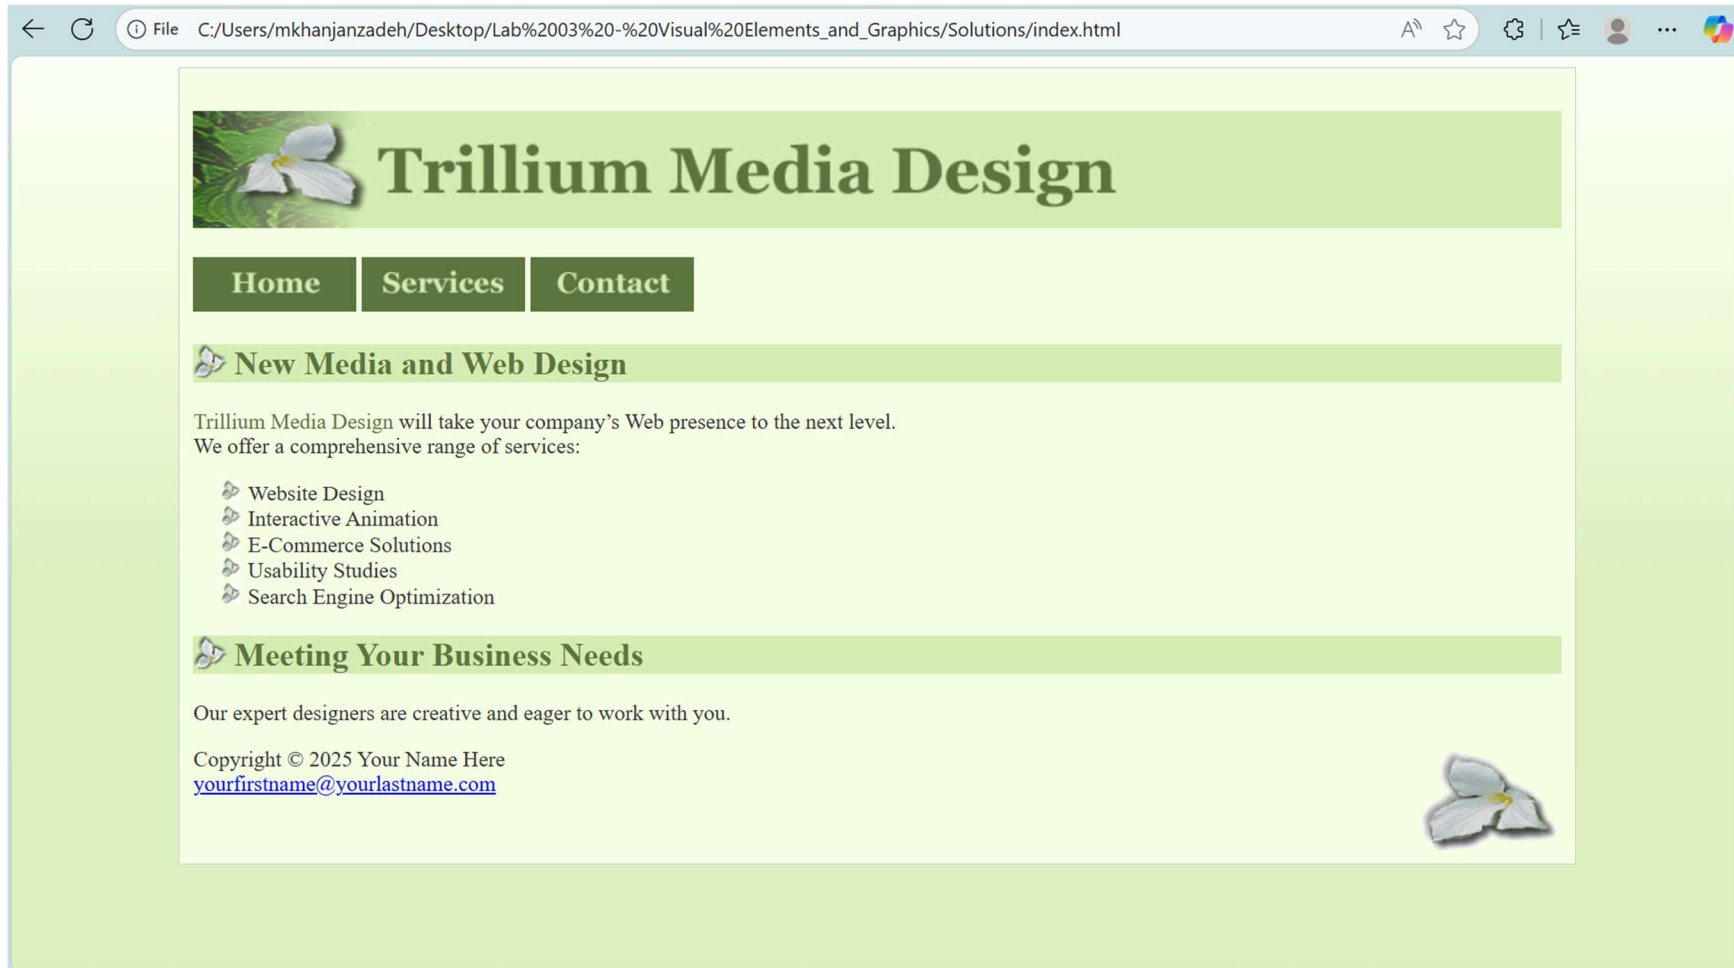 File C:/Users/mkhanjanzadeh/Desktop/Lab%2003%20-%20Visual%20Elements_and_Graphics/Solutions/index.html
Trillium Media Design
Home Services Contact
New Media and Web Design
Trillium Media Design will take your company’s Web presence to the next level.
We offer a comprehensive range of services:
Website Design
Interactive Animation
E-Commerce Solutions
Usability Studies
Search Engine Optimization
Meeting Your Business Needs
Our expert designers are creative and eager to work with you.
Copyright © 2025 Your Name Here
yourfirstname@yourlastname.com